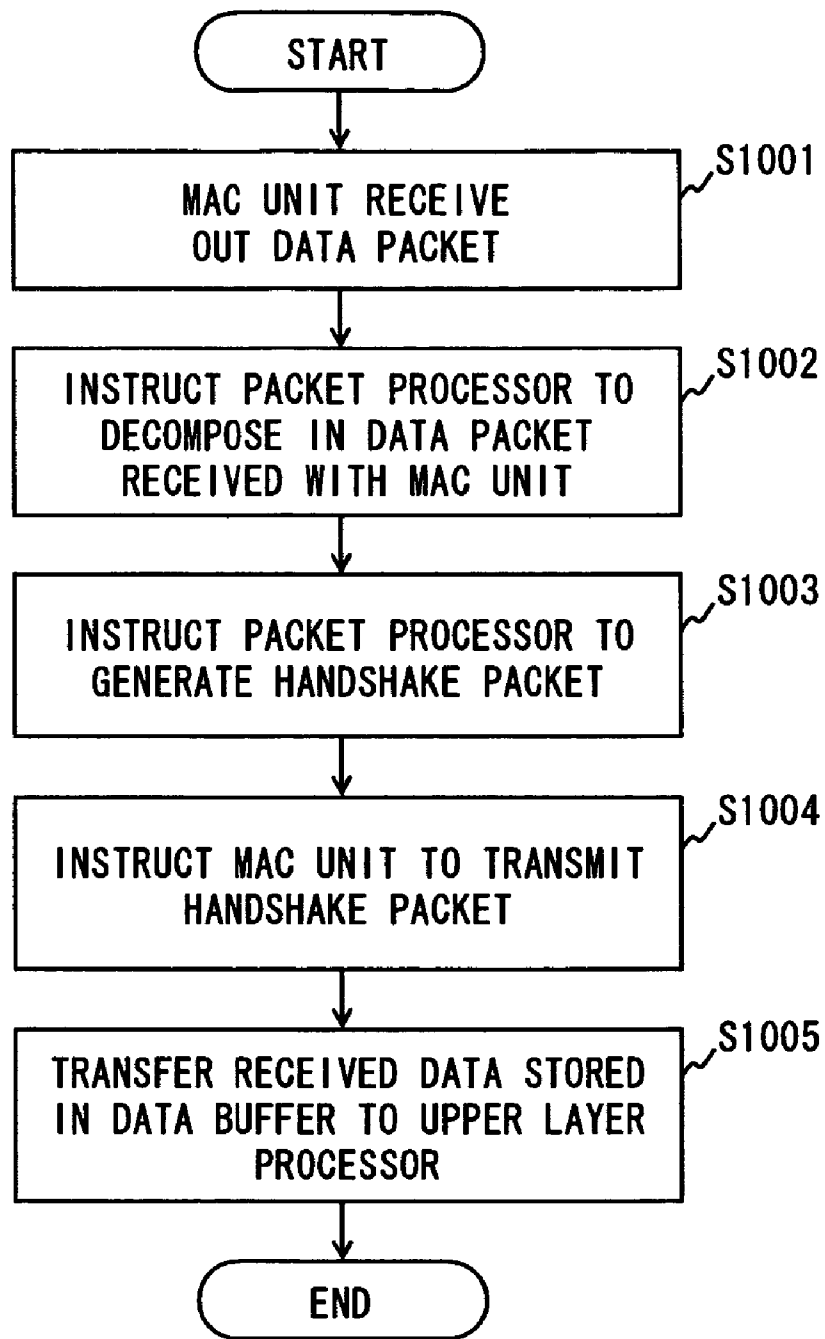 START
S1001
MAC UNIT RECEIVE
OUT DATA PACKET
S1002
INSTRUCT PACKET PROCESSOR TO
DECOMPOSE IN DATA PACKET
RECEIVED WITH MAC UNIT
S1003
INSTRUCT PACKET PROCESSOR TO
GENERATE HANDSHAKE PACKET
S1004
INSTRUCT MAC UNIT TO TRANSMIT
HANDSHAKE PACKET
S1005
TRANSFER RECEIVED DATA STORED
IN DATA BUFFER TO UPPER LAYER
PROCESSOR
END